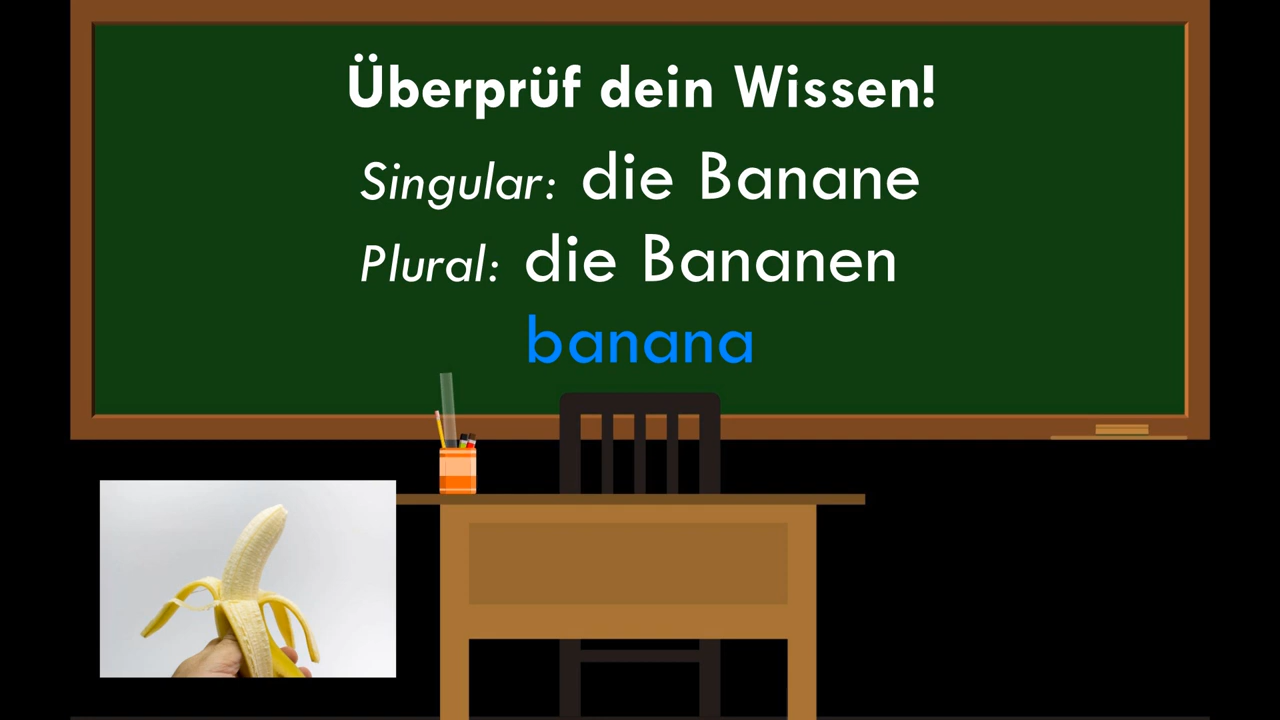 Überprüf dein Wissen!
Singular: die Banane
Plural: die Bananen
banana